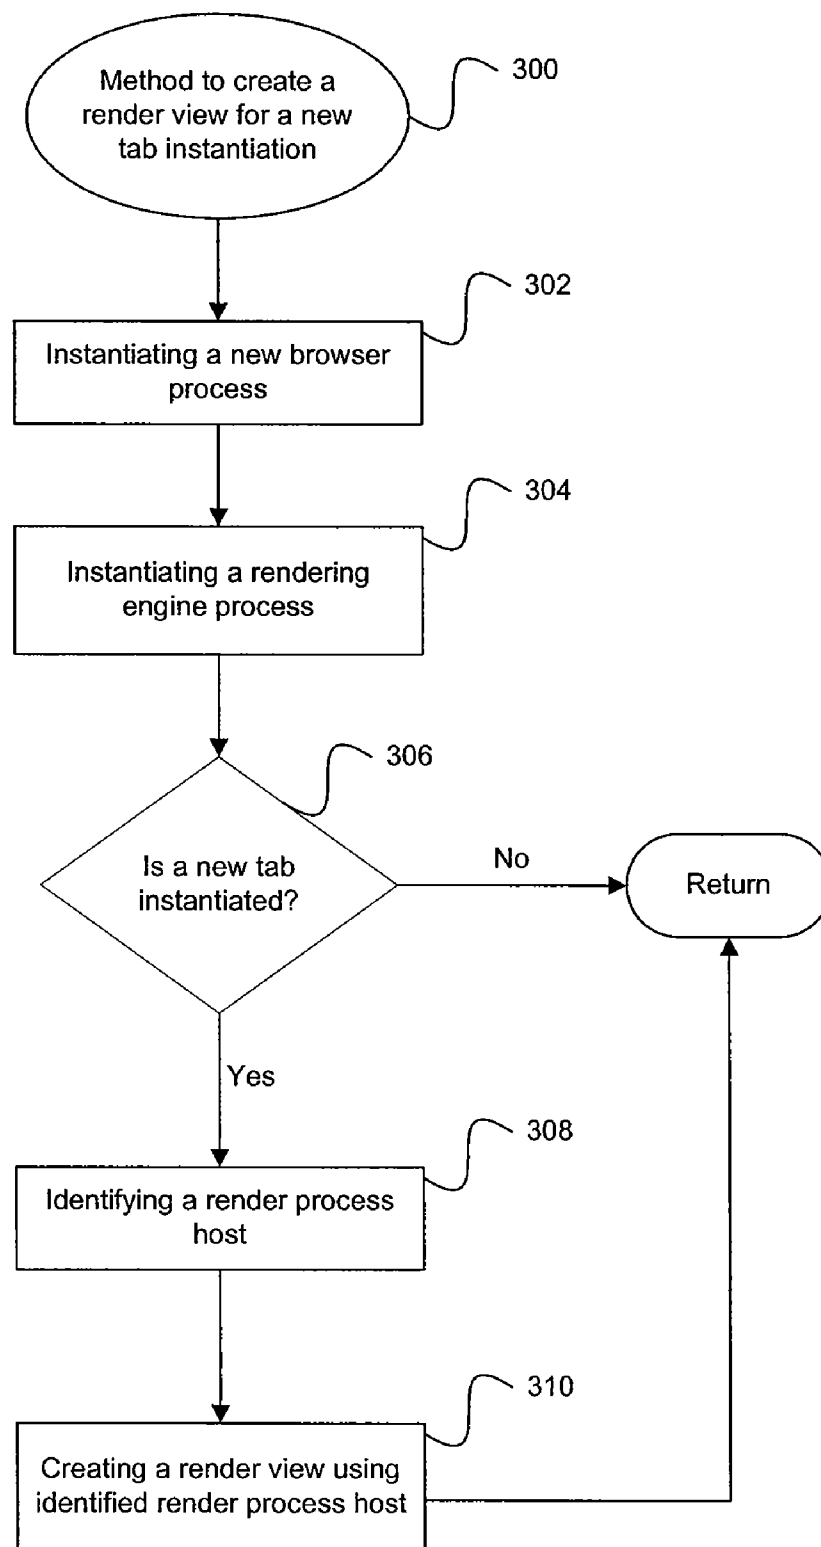 Method to create a
render view for a new
tab instantiation
300
302
Instantiating a new browser
process
304
Instantiating a rendering
engine process
306
Is a new tab
instantiated?
No
Return
Yes
308
Identifying a render process
host
310
Creating a render view using
identified render process host